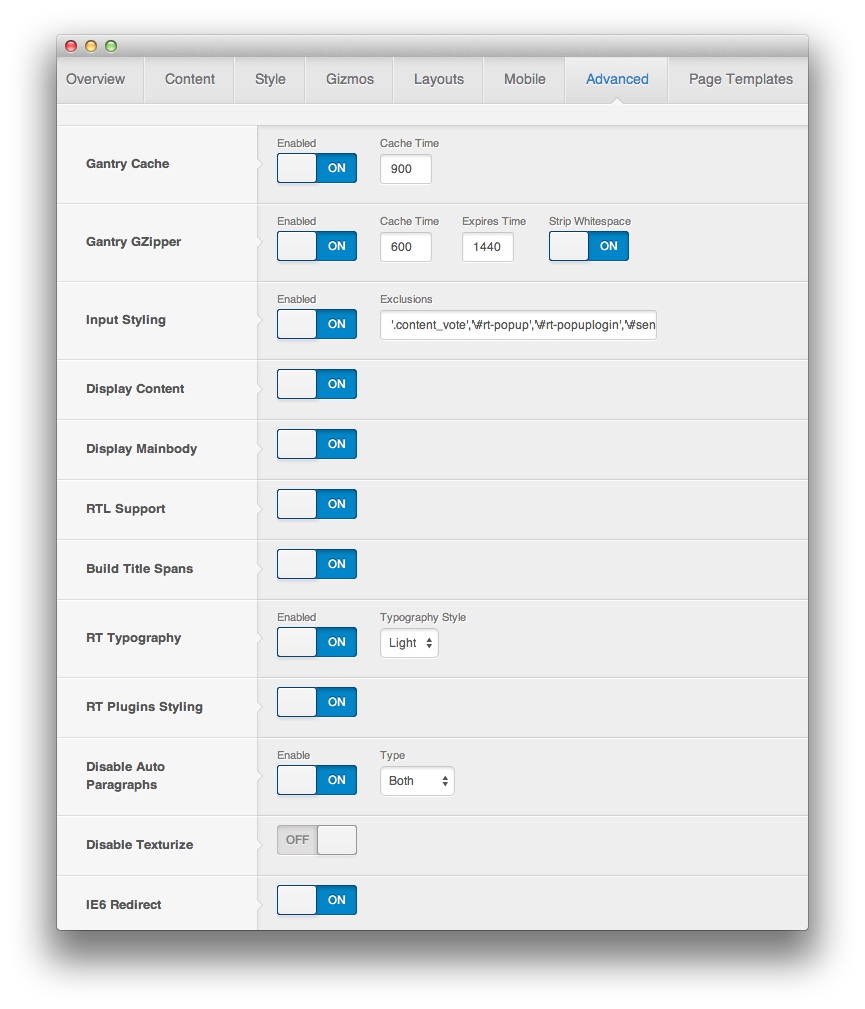 Overview Content Style Gizmos Layouts Mobile Advanced Page Templates
Enabled Cache Time
Gantry Cache ON 900
Enabled Cache Time Expires Time Strip Whitespace
Gantry GZipper ON 600 1440 ON
Enabled Exclusions
Input Styling ON '.content_vote','\#rt-popup','\#rt-popuplogin','\#sen
Display Content ON
Display Mainbody ON
RTL Support ON
Build Title Spans ON
Enabled Typography Style
RT Typography ON Light
RT Plugins Styling ON
Enable Type
Disable Auto
Paragraphs ON Both
Disable Texturize OFF
IE6 Redirect ON